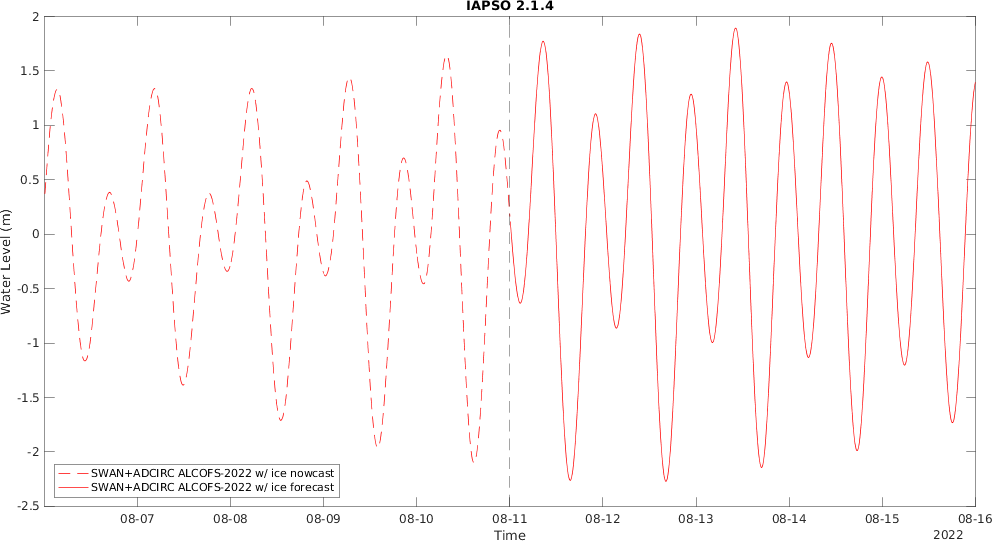 IAPSO 2.1.4
2
1.5
1
0.5
0
-0.5
-1
-1.5
-2
-2.5
Water Level (m)
SWAN+ADCIRC ALCOFS-2022 w/ ice nowcast
SWAN+ADCIRC ALCOFS-2022 w/ ice forecast
08-07 08-08 08-09 08-10 08-11 08-12 08-13 08-14 08-15 08-16
Time
2022